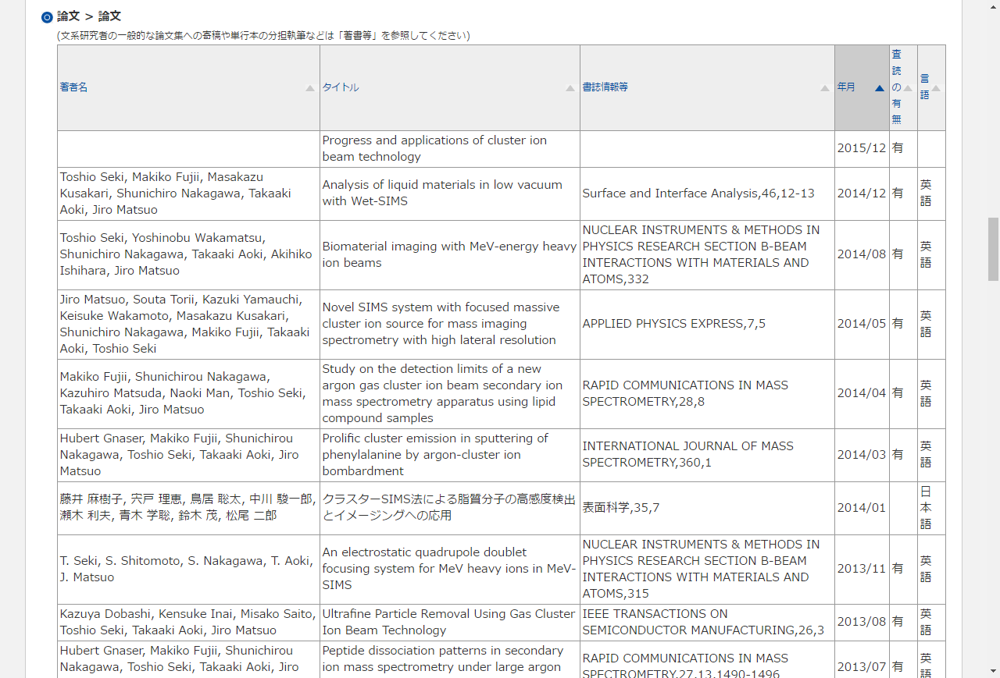 論文 > 論文
(文系研究者の一般的な論文集への寄稿や単行本の分担執筆などは「著書等」を参照してください)
著者名 タイトル 書誌情報等 年月 査読の有無 言語
Progress and applications of cluster ion
beam technology
2015/12 有
Toshio Seki, Makiko Fujii, Masakazu
Kusakari, Shunichiro Nakagawa, Takaaki
Aoki, Jiro Matsuo
Analysis of liquid materials in low vacuum
with Wet-SIMS
Surface and Interface Analysis,46,12-13
2014/12 有 英語
Toshio Seki, Yoshinobu Wakamatsu,
Shunichiro Nakagawa, Takaaki Aoki, Akihiko
Ishihara, Jiro Matsuo
Biomaterial imaging with MeV-energy heavy
ion beams
NUCLEAR INSTRUMENTS & METHODS IN
PHYSICS RESEARCH SECTION B-BEAM
INTERACTIONS WITH MATERIALS AND
ATOMS,332
2014/08 有 英語
Jiro Matsuo, Souta Torii, Kazuki Yamauchi,
Keisuke Wakamoto, Masakazu Kusakari,
Shunichiro Nakagawa, Makiko Fujii, Takaaki
Aoki, Toshio Seki
Novel SIMS system with focused massive
cluster ion source for mass imaging
spectrometry with high lateral resolution
APPLIED PHYSICS EXPRESS,7,5
2014/05 有 英語
Makiko Fujii, Shunichirou Nakagawa,
Kazuhiro Matsuda, Naoki Man, Toshio Seki,
Takaaki Aoki, Jiro Matsuo
Study on the detection limits of a new
argon gas cluster ion beam secondary ion
mass spectrometry apparatus using lipid
compound samples
RAPID COMMUNICATIONS IN MASS
SPECTROMETRY,28,8
2014/04 有 英語
Hubert Gnaser, Makiko Fujii, Shunichirou
Nakagawa, Toshio Seki, Takaaki Aoki, Jiro
Matsuo
Prolific cluster emission in sputtering of
phenylalanine by argon-cluster ion
bombardment
INTERNATIONAL JOURNAL OF MASS
SPECTROMETRY,360,1
2014/03 有 英語
藤井 麻樹子, 宍戸 理恵, 鳥居 聡太, 中川 駿一郎,
瀬木 利夫, 青木 学聡, 鈴木 茂, 松尾 二郎
クラスターSIMS法による脂質分子の高感度検出
とイメージングへの応用
表面科学,35,7
2014/01 日本語
T. Seki, S. Shitomoto, S. Nakagawa, T. Aoki,
J. Matsuo
An electrostatic quadrupole doublet
focusing system for MeV heavy ions in MeV-
SIMS
NUCLEAR INSTRUMENTS & METHODS IN
PHYSICS RESEARCH SECTION B-BEAM
INTERACTIONS WITH MATERIALS AND
ATOMS,315
2013/11 有 英語
Kazuya Dobashi, Kensuke Inai, Misako Saito,
Toshio Seki, Takaaki Aoki, Jiro Matsuo
Ultrafine Particle Removal Using Gas Cluster
Ion Beam Technology
IEEE TRANSACTIONS ON
SEMICONDUCTOR MANUFACTURING,26,3
2013/08 有 英語
Hubert Gnaser, Makiko Fujii, Shunichirou
Nakagawa, Toshio Seki, Takaaki Aoki, Jiro
Peptide dissociation patterns in secondary
ion mass spectrometry under large argon
RAPID COMMUNICATIONS IN MASS
SPECTROMETRY,27,13,1490-1496
2013/07 有 英語